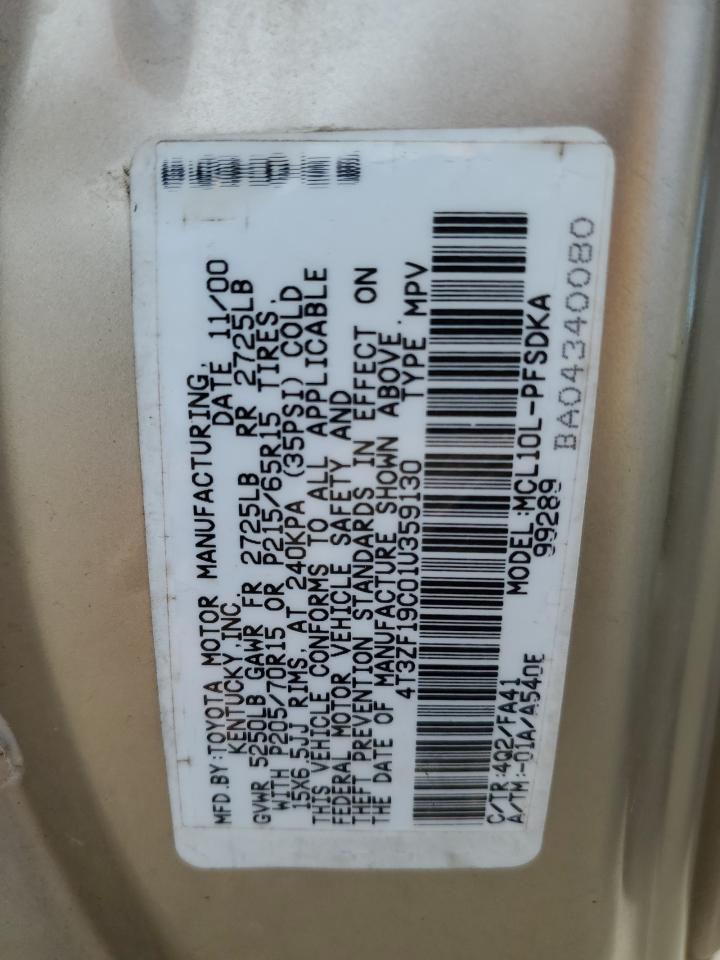 MFD.BY:TOYOTA MOTOR MANUFACTURING,
KENTUCKY,INC. DATE 11/00
GVWR 5250LB GAWR FR 2725LB RR 2725LB
WITH P205/70R15 OR P215/65R15 TIRES,
15X6.5JJ RIMS, AT 240KPA (35PSI) COLD
THIS VEHICLE CONFORMS TO ALL APPLICABLE
FEDERAL MOTOR VEHICLE SAFETY AND
THEFT PREVENTION STANDARDS IN EFFECT ON
THE DATE OF MANUFACTURE SHOWN ABOVE.
4T3ZF19C01U359130 TYPE MPV
C/TR:4Q2/FA41 MODEL:MCL10L-PFSDKA
A/TM:-01A/A540E 99289
BA04340080